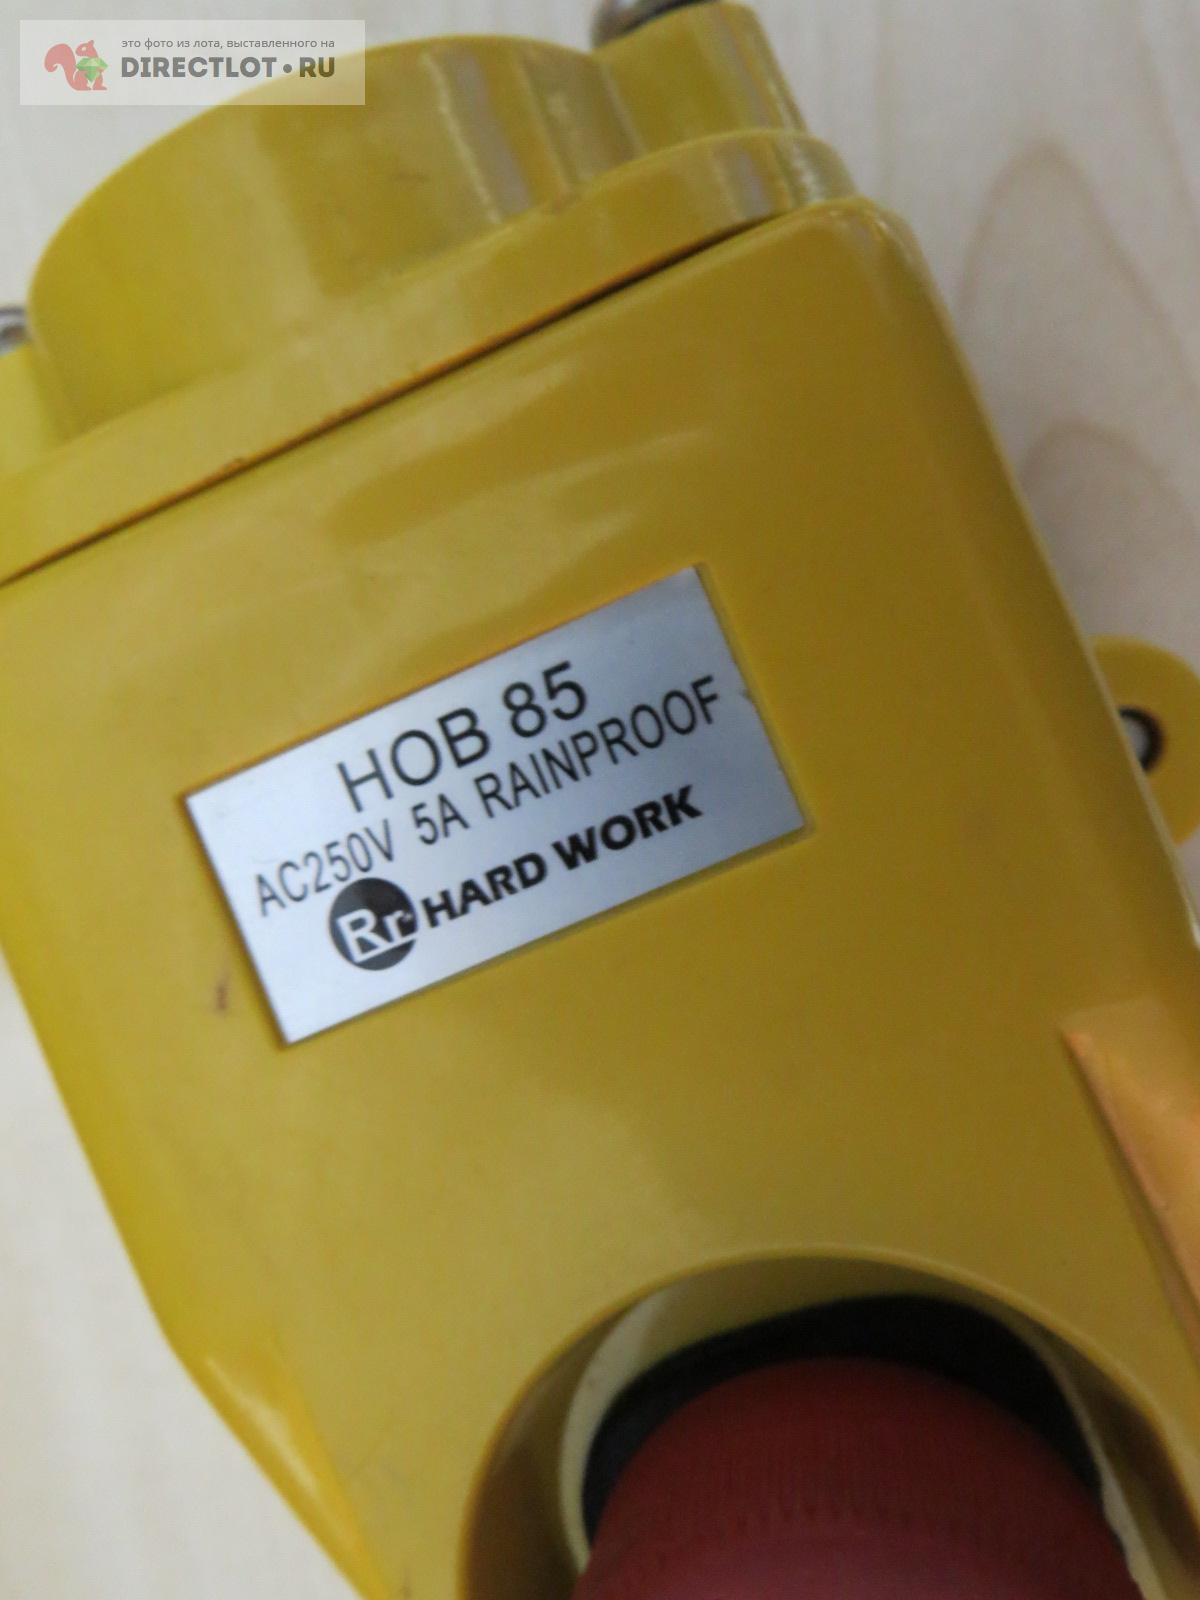 это фото из лота, выставленного на
DIRECTLOT•RU
HOB 85
AC250V 5A RAINPROOF
Rr HARD WORK